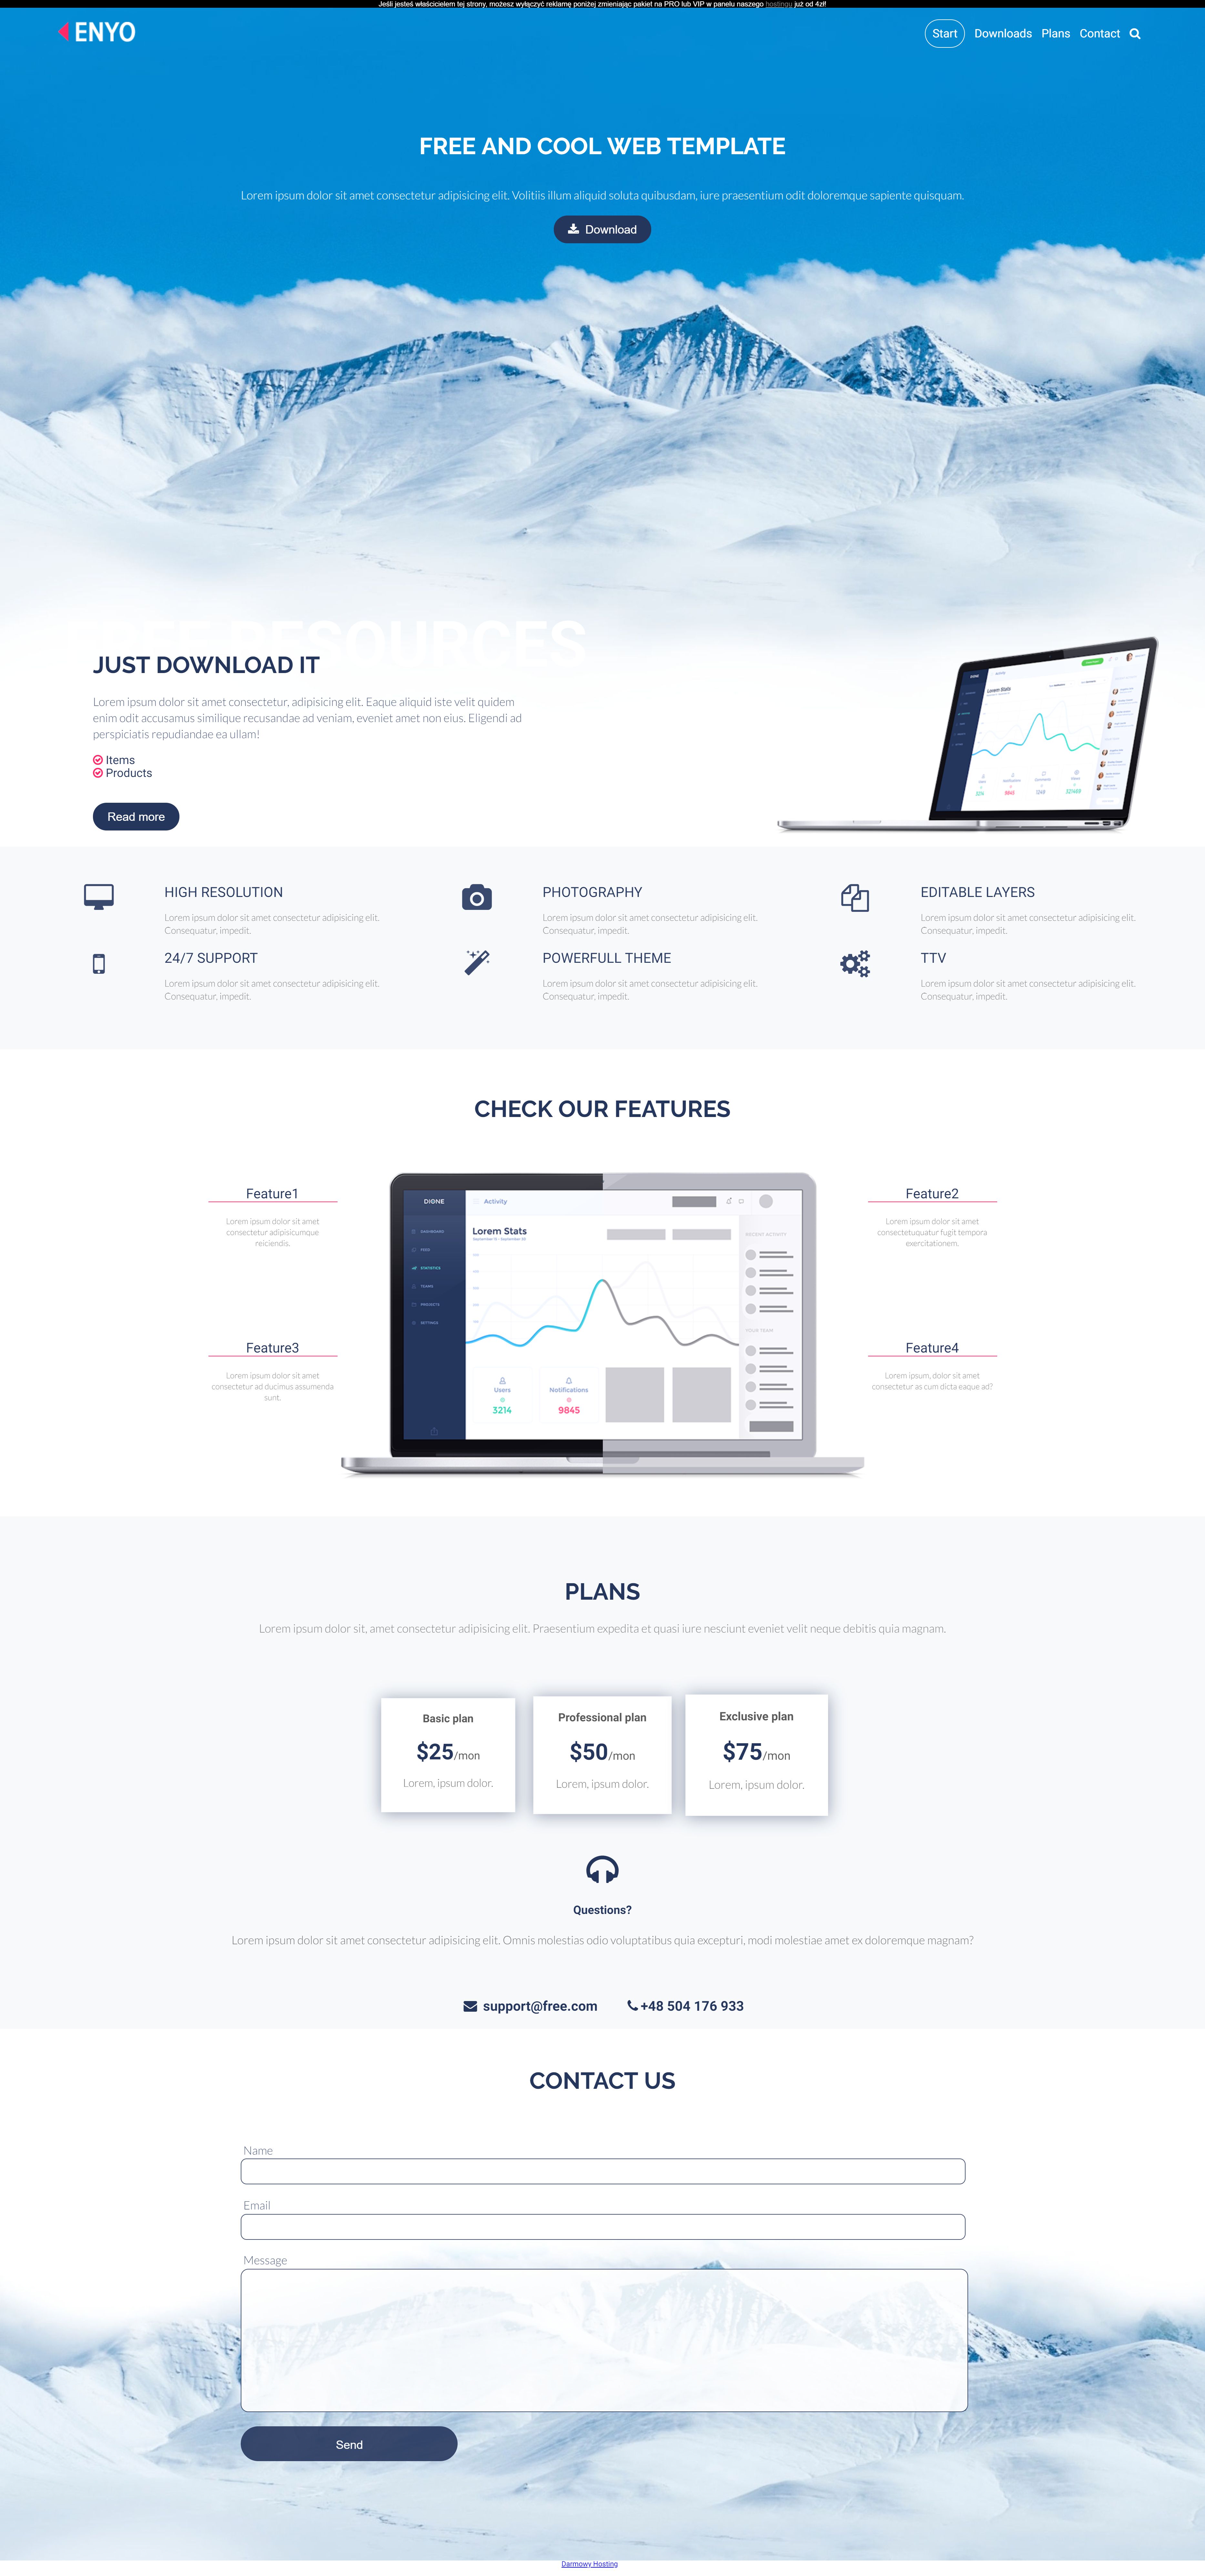 Jeśli jesteś właścicielem tej strony, możesz wyłączyć reklamę poniżej zmieniając pakiet na PRO lub VIP w panelu naszego hostingu już od 4zł!
ENYO
Start Downloads Plans Contact
FREE AND COOL WEB TEMPLATE
Lorem ipsum dolor sit amet consectetur adipisicing elit. Volitiis illum aliquid soluta quibusdam, iure praesentium odit doloremque sapiente quisquam.
Download
FREE RESOURCES
JUST DOWNLOAD IT
Lorem ipsum dolor sit amet consectetur, adipisicing elit. Eaque aliquid iste velit quidem
enim odit accusamus similique recusandae ad veniam, eveniet amet non eius. Eligendi ad
perspiciatis repudiandae ea ullam!
Items
Products
Read more
DIONE
Lorem Stats
HIGH RESOLUTION
Lorem ipsum dolor sit amet consectetur adipisicing elit.
Consequatur, impedit.
PHOTOGRAPHY
Lorem ipsum dolor sit amet consectetur adipisicing elit.
Consequatur, impedit.
EDITABLE LAYERS
Lorem ipsum dolor sit amet consectetur adipisicing elit.
Consequatur, impedit.
24/7 SUPPORT
Lorem ipsum dolor sit amet consectetur adipisicing elit.
Consequatur, impedit.
POWERFULL THEME
Lorem ipsum dolor sit amet consectetur adipisicing elit.
Consequatur, impedit.
TTV
Lorem ipsum dolor sit amet consectetur adipisicing elit.
Consequatur, impedit.
CHECK OUR FEATURES
Feature1
Lorem ipsum dolor sit amet
consectetur adipisicumque
reiciendis.
Feature3
Lorem ipsum dolor sit amet
consectetur ad ducimus assumenda
sunt.
DIONE
Activity
DASHBOARD
FEED
STATISTICS
TEAMS
PROJECTS
SETTINGS
Lorem Stats
RECENT ACTIVITY
YOUR TEAM
Users
3214
Notifications
9845
Feature2
Lorem ipsum dolor sit amet
consectetuquatur fugit tempora
exercitationem.
Feature4
Lorem ipsum, dolor sit amet
consectetur as cum dicta eaque ad?
PLANS
Lorem ipsum dolor sit, amet consectetur adipisicing elit. Praesentium expedita et quasi iure nesciunt eveniet velit neque debitis quia magnam.
Basic plan
$25/mon
Lorem, ipsum dolor.
Professional plan
$50/mon
Lorem, ipsum dolor.
Exclusive plan
$75/mon
Lorem, ipsum dolor.
Questions?
Lorem ipsum dolor sit amet consectetur adipisicing elit. Omnis molestias odio voluptatibus quia excepturi, modi molestiae amet ex doloremque magnam?
support@free.com +48 504 176 933
CONTACT US
Name
Email
Message
Send
Darmowy Hosting